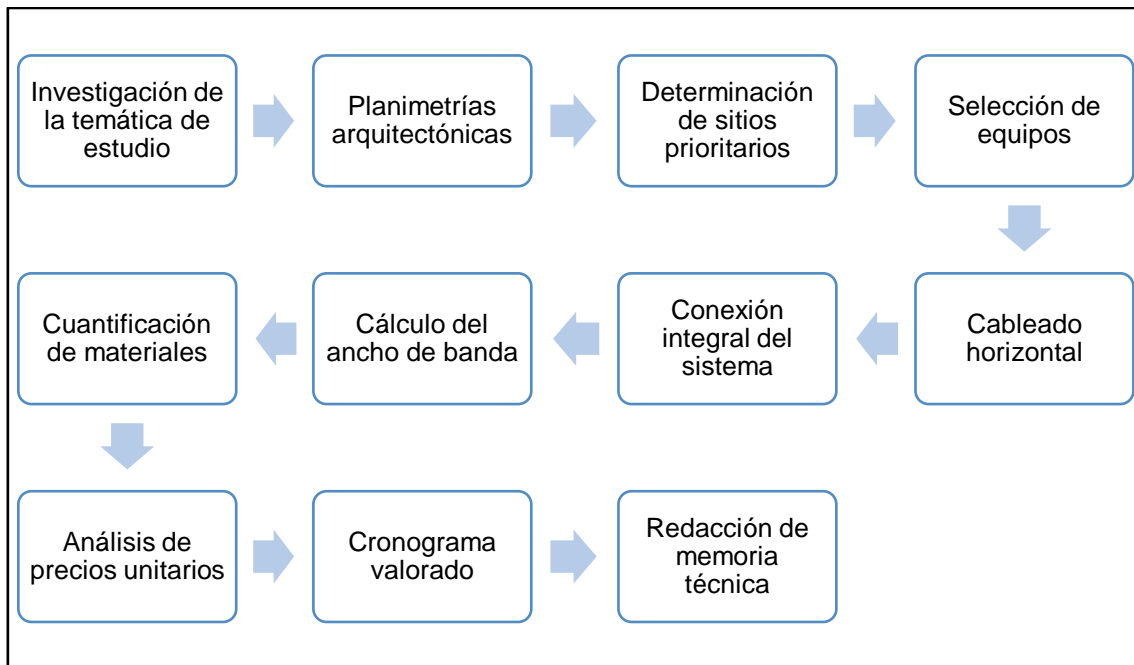 Investigación de
la temática de
estudio
Planimetrías
arquitectónicas
Determinación
de sitios
prioritarios
Selección de
equipos
Cableado
horizontal
Conexión
integral del
sistema
Cálculo del
ancho de banda
Cuantificación
de materiales
Análisis de
precios unitarios
Cronograma
valorado
Redacción de
memoria
técnica